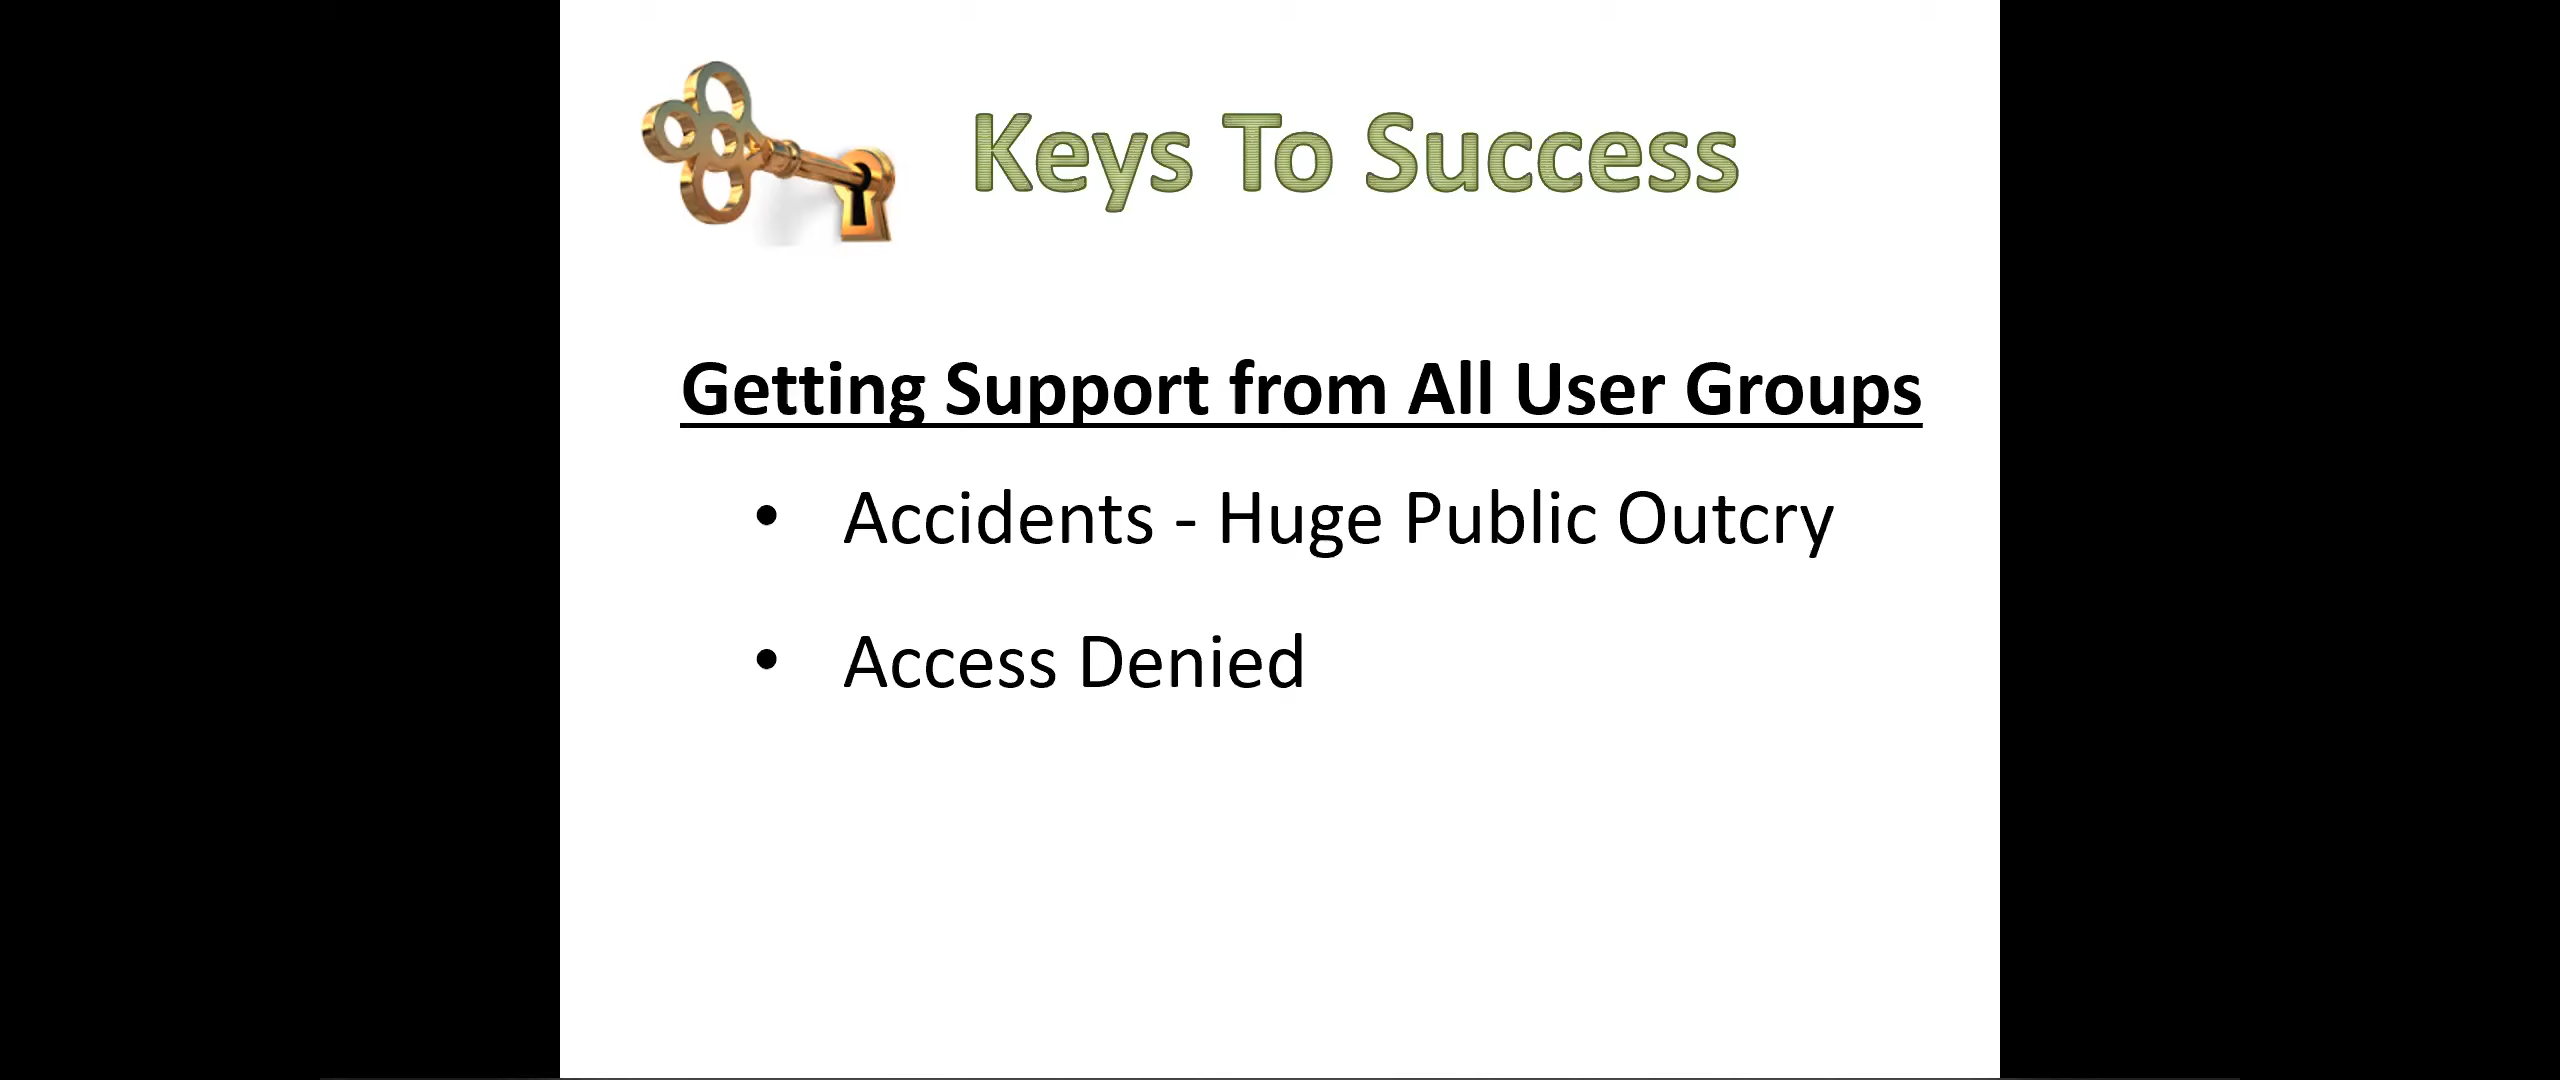 Keys To Success
Getting Support from All User Groups
• Accidents - Huge Public Outcry
• Access Denied